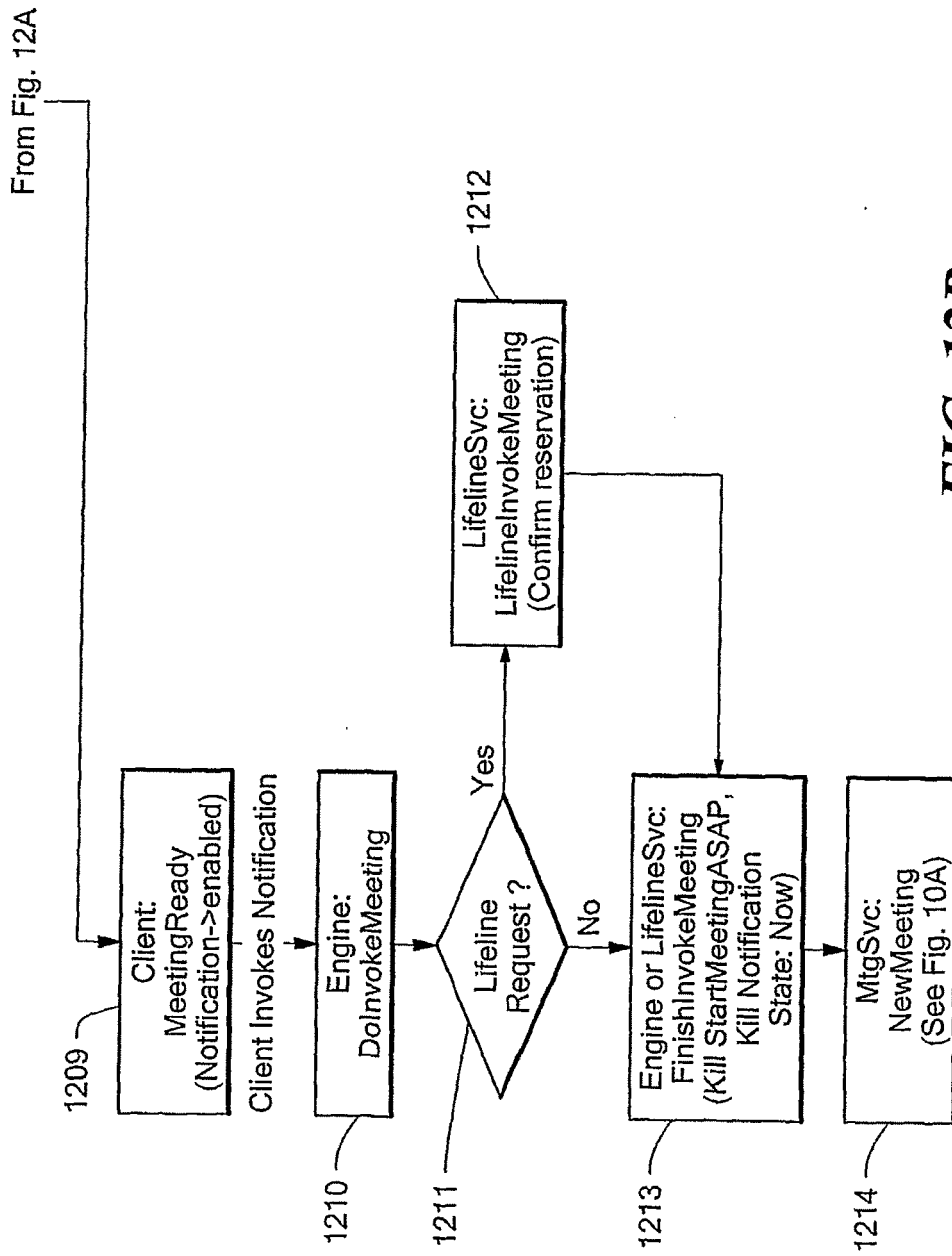 From Fig. 12A
1209
Client:
MeetingReady
(Notification->enabled)
Client Invokes Notification
1210
Engine:
DoInvokeMeeting
1211
Lifeline
Request ?
Yes
No
1212
LifelineSvc:
LifelineInvokeMeeting
(Confirm reservation)
1213
Engine or LifelineSvc:
FinishInvokeMeeting
(Kill StartMeetingASAP,
Kill Notification
State: Now)
1214
MtgSvc:
NewMeeting
(See Fig. 10A)